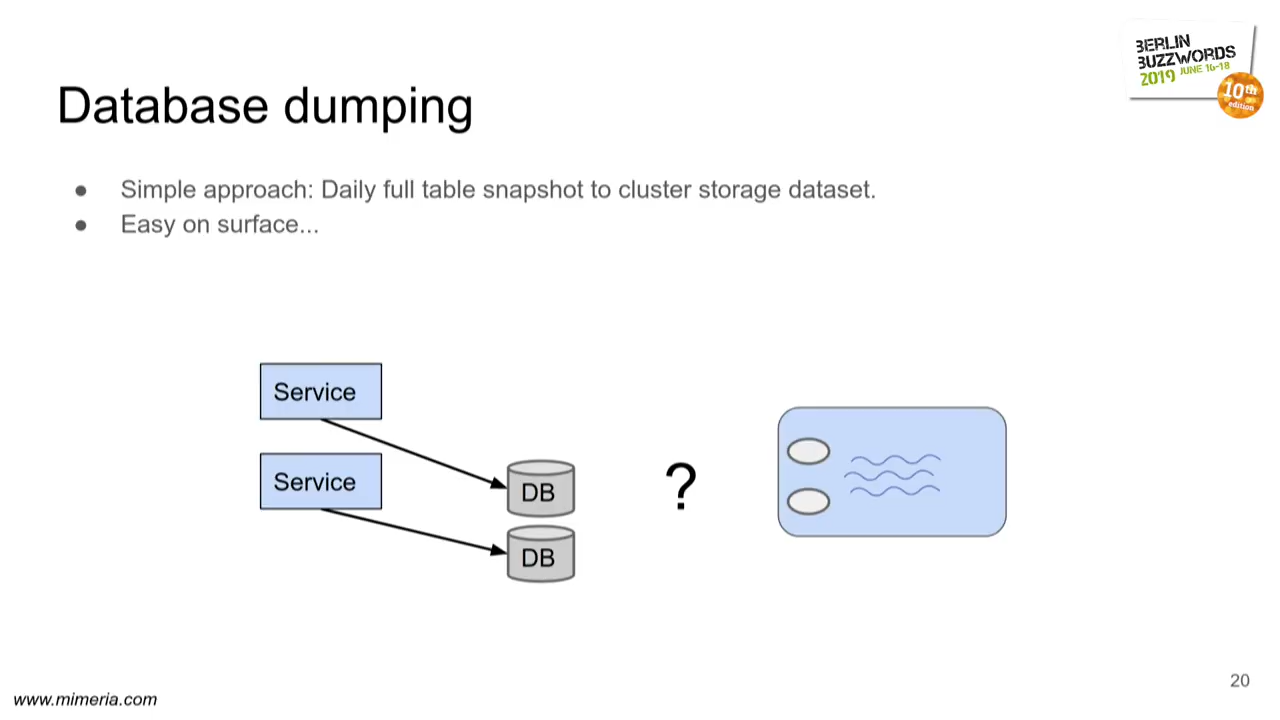 BERLIN
BUZZWORDS
2019 JUNE 16-18
10th
edition
Database dumping
● Simple approach: Daily full table snapshot to cluster storage dataset.
● Easy on surface...
Service
Service
DB
DB
?
20
www.mimeria.com